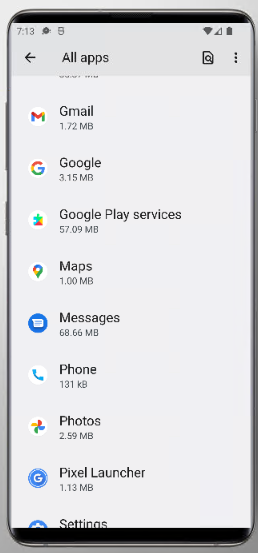 7:13
All apps
Gmail
1.72 MB
Google
3.15 MB
Google Play services
57.09 MB
Maps
1.00 MB
Messages
68.66 MB
Phone
131 kB
Photos
2.59 MB
Pixel Launcher
1.13 MB
Settings